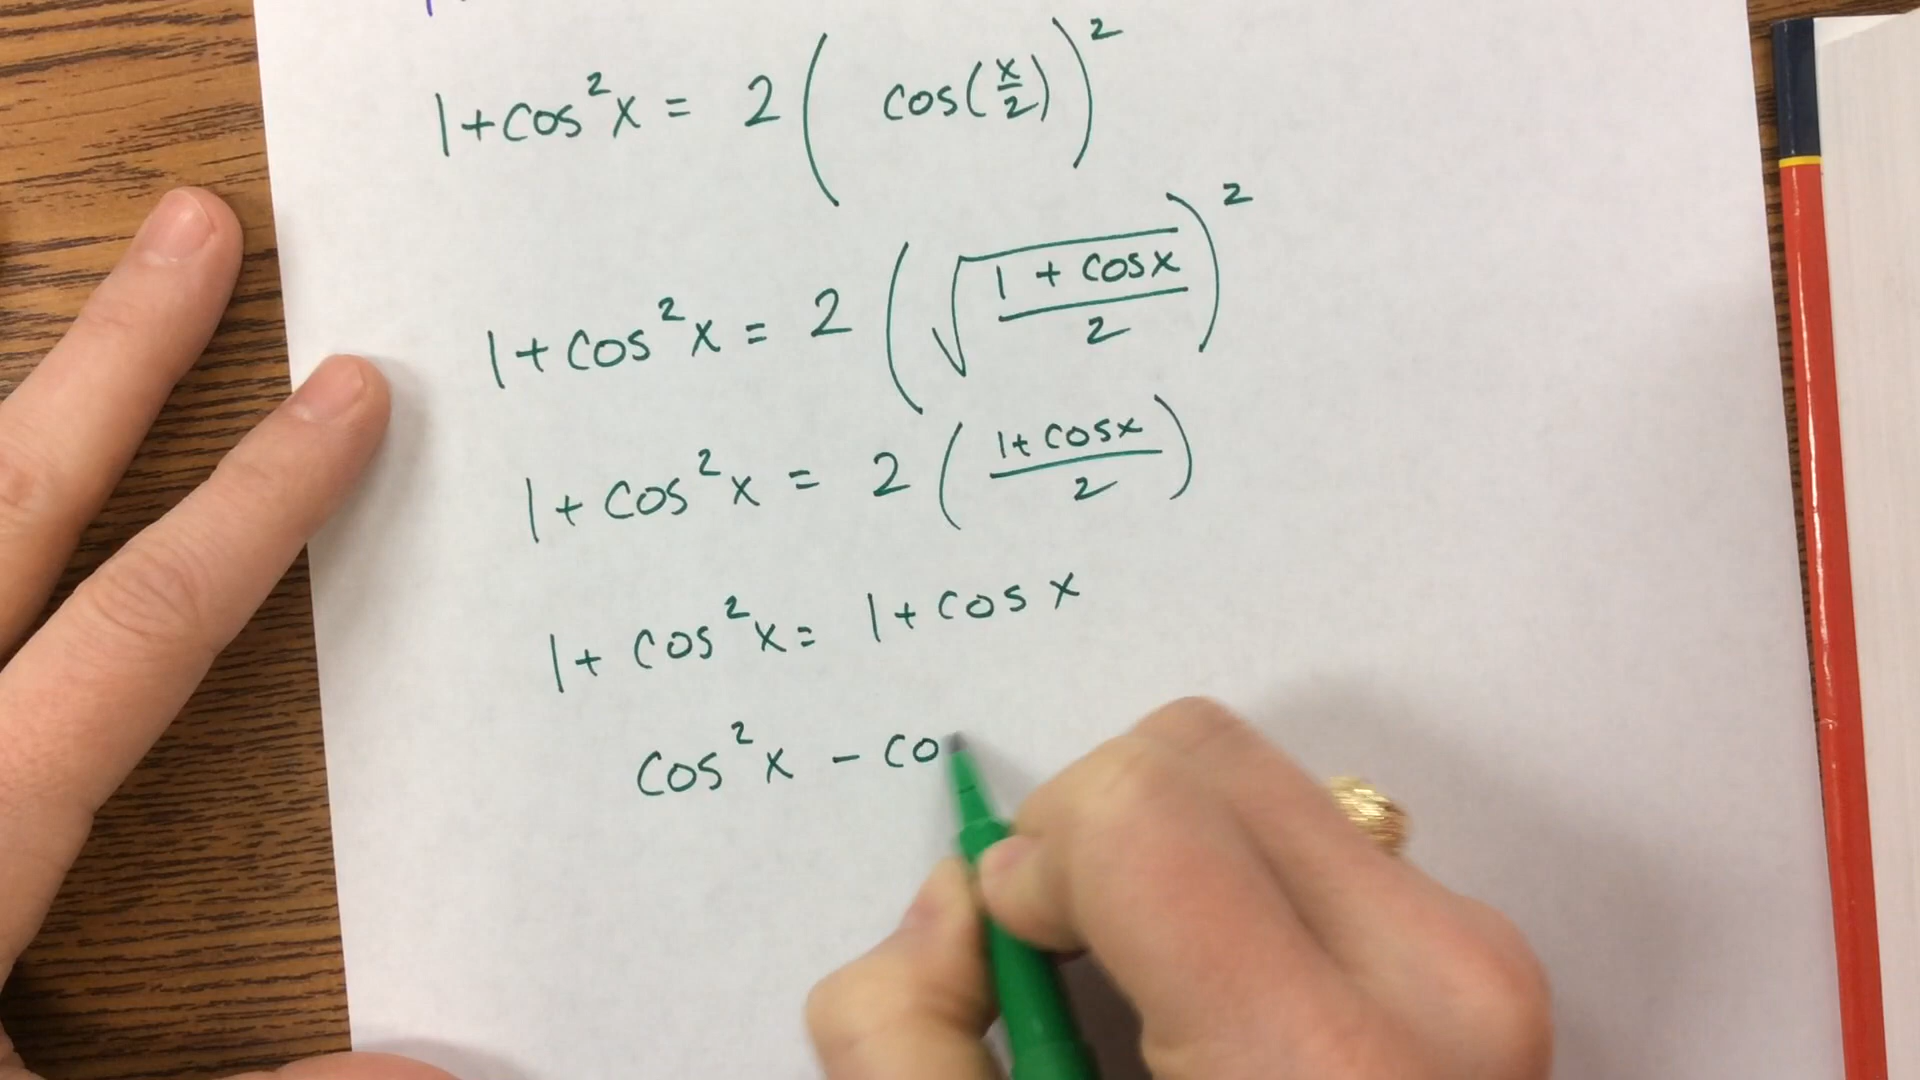 1+cos²x = 2( cos(x/2) )²
1+cos²x = 2( √((1 + cosx)/2) )²
1+cos²x = 2( (1+cosx)/2 )
1+cos²x = 1+cosx
cos²x - co